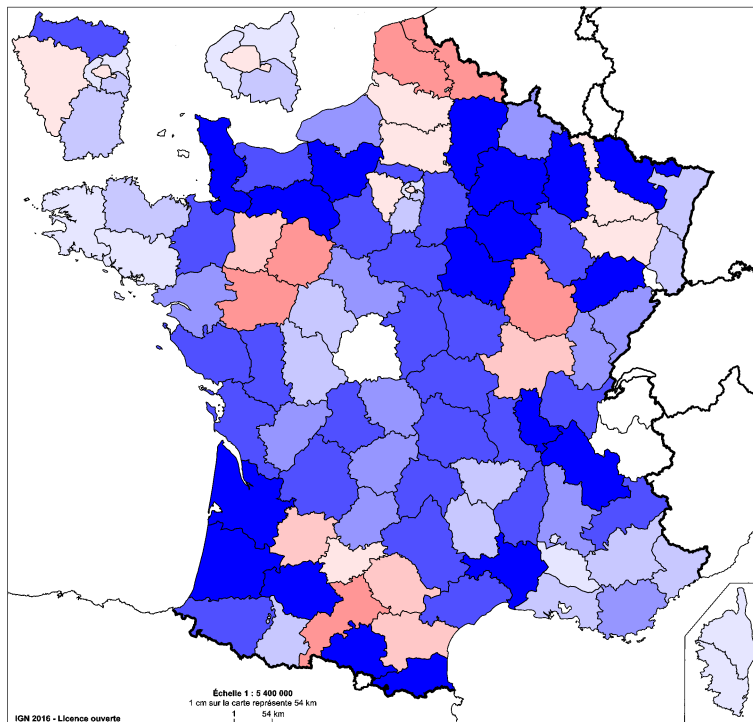 Échelle 1 : 5 400 000
1 cm sur la carte représente 54 km
1 54 km
IGN 2016 - Licence ouverte